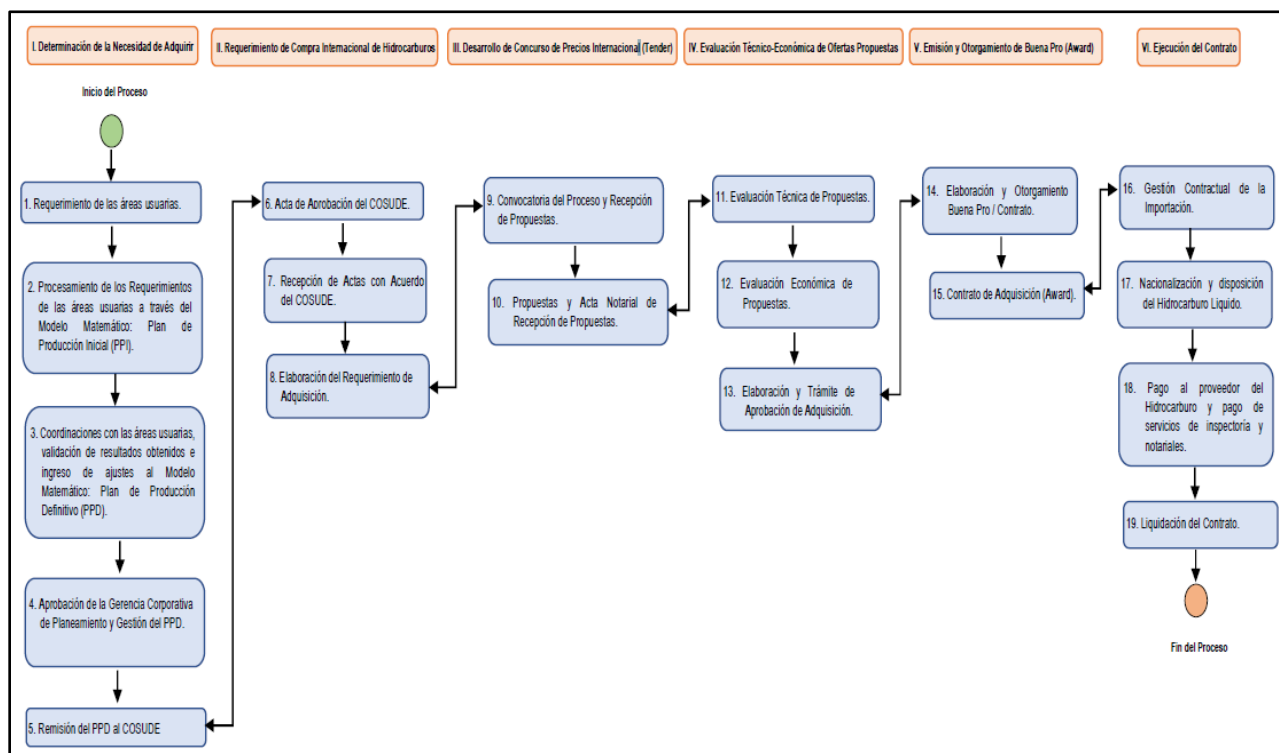 I. Determinación de la Necesidad de Adquirir
II. Requerimiento de Compra Internacional de Hidrocarburos
III. Desarrollo de Concurso de Precios Internacional (Tender)
IV. Evaluación Técnico-Económica de Ofertas Propuestas
V. Emisión y Otorgamiento de Buena Pro (Award)
VI. Ejecución del Contrato
Inicio del Proceso
1. Requerimiento de las áreas usuarias.
2. Procesamiento de los Requerimientos
de las áreas usuarias a través del
Modelo Matemático: Plan de
Producción Inicial (PPI).
3. Coordinaciones con las áreas usuarias,
validación de resultados obtenidos e
ingreso de ajustes al Modelo
Matemático: Plan de Producción
Definitivo (PPD).
4. Aprobación de la Gerencia Corporativa
de Planeamiento y Gestión del PPD.
5. Remisión del PPD al COSUDE
6. Acta de Aprobación del COSUDE.
7. Recepción de Actas con Acuerdo
del COSUDE.
8. Elaboración del Requerimiento de
Adquisición.
9. Convocatoria del Proceso y Recepción
de Propuestas.
10. Propuestas y Acta Notarial de
Recepción de Propuestas.
11. Evaluación Técnica de Propuestas.
12. Evaluación Económica de
Propuestas.
13. Elaboración y Trámite de
Aprobación de Adquisición.
14. Elaboración y Otorgamiento
Buena Pro / Contrato.
15. Contrato de Adquisición (Award).
16. Gestión Contractual de la
Importación.
17. Nacionalización y disposición
del Hidrocarburo Líquido.
18. Pago al proveedor del
Hidrocarburo y pago de
servicios de inspectoría y
notariales.
19. Liquidación del Contrato.
Fin del Proceso